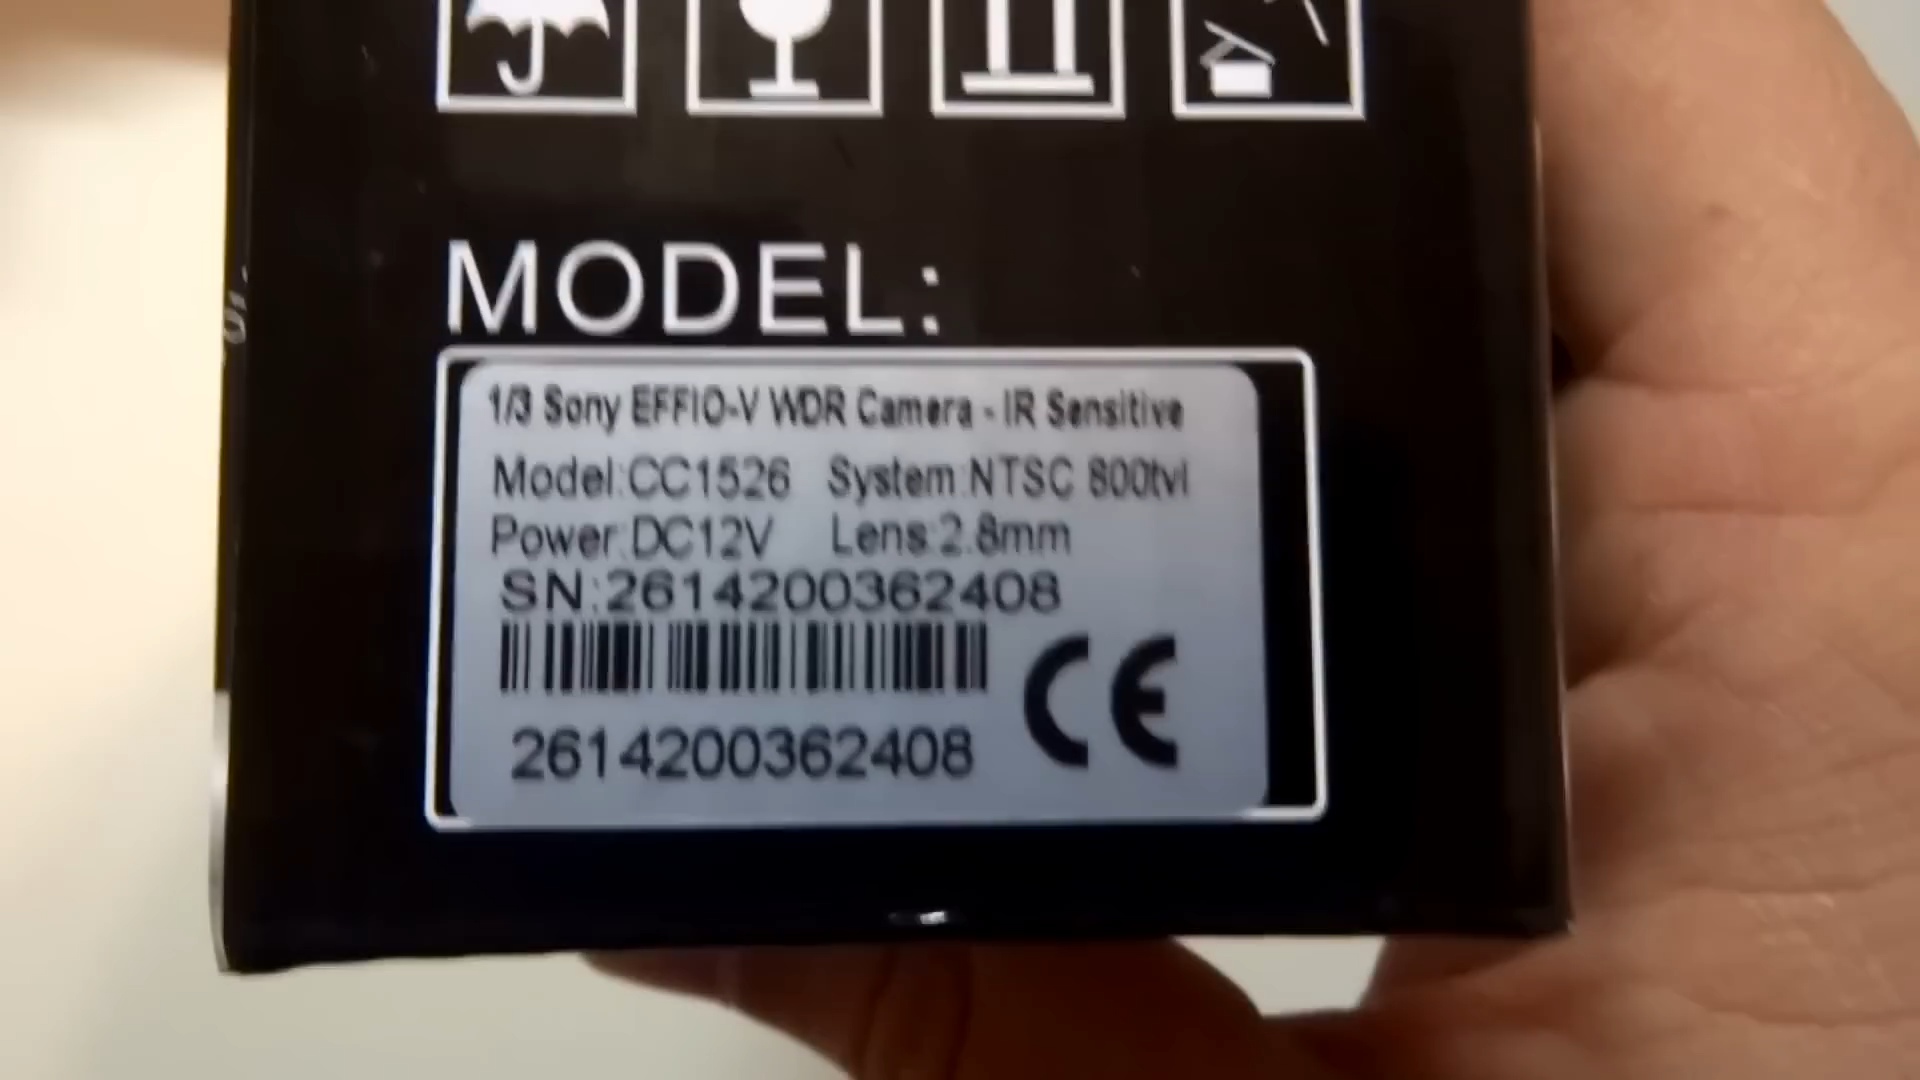 MODEL:
1/3 Sony EFFIO-V WDR Camera - IR Sensitive
Model:CC1526 System:NTSC 800tvl
Power:DC12V Lens:2.8mm
SN:2614200362408
2614200362408
CE